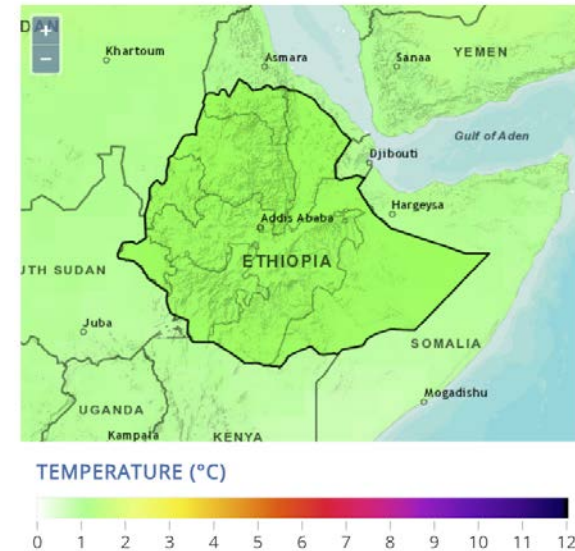 DAN
+
−
Khartoum
Asmara
Sanaa
YEMEN
Gulf of Aden
Djibouti
Hargeysa
Addis Ababa
ETHIOPIA
UTH SUDAN
Juba
SOMALIA
Mogadishu
UGANDA
Kampala
KENYA
TEMPERATURE (°C)
0 1 2 3 4 5 6 7 8 9 10 11 12